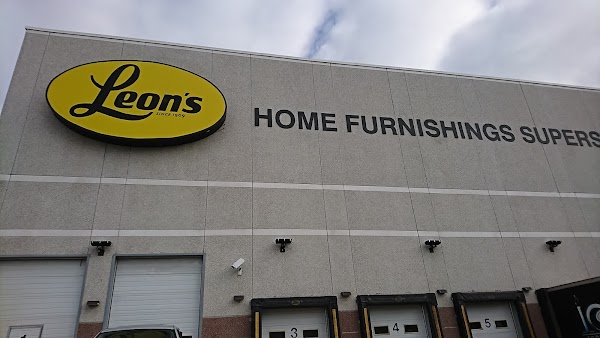 Leon's
SINCE 1909
HOME FURNISHINGS SUPERS
3
4
5